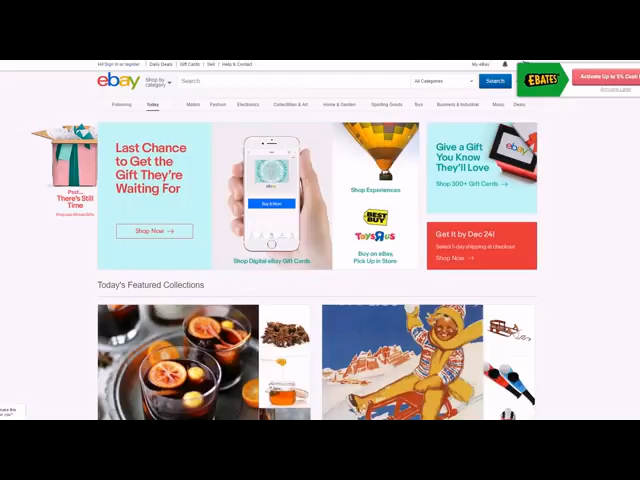 Hi! Sign in or register
Daily Deals
Gift Cards
Sell
Help & Contact
My eBay
ebay
Shop by
category
Search
All Categories
Search
EBATES
Activate Up to 5% Cash
Activate Later
Following
Today
Motors
Fashion
Electronics
Collectibles & Art
Home & Garden
Sporting Goods
Toys
Business & Industrial
Music
Deals
Psst...
There's Still
Time
Last Chance
to Get the
Gift They're
Waiting For
Shop Now
ebay
Buy It Now
Shop Digital eBay Gift Cards
Shop Experiences
BEST
BUY
ToysRus
Buy on eBay,
Pick Up in Store
Give a Gift
You Know
They'll Love
Shop 300+ Gift Cards
ebay
Get It by Dec 24!
Select 1-day shipping at checkout
Shop Now
Today's Featured Collections